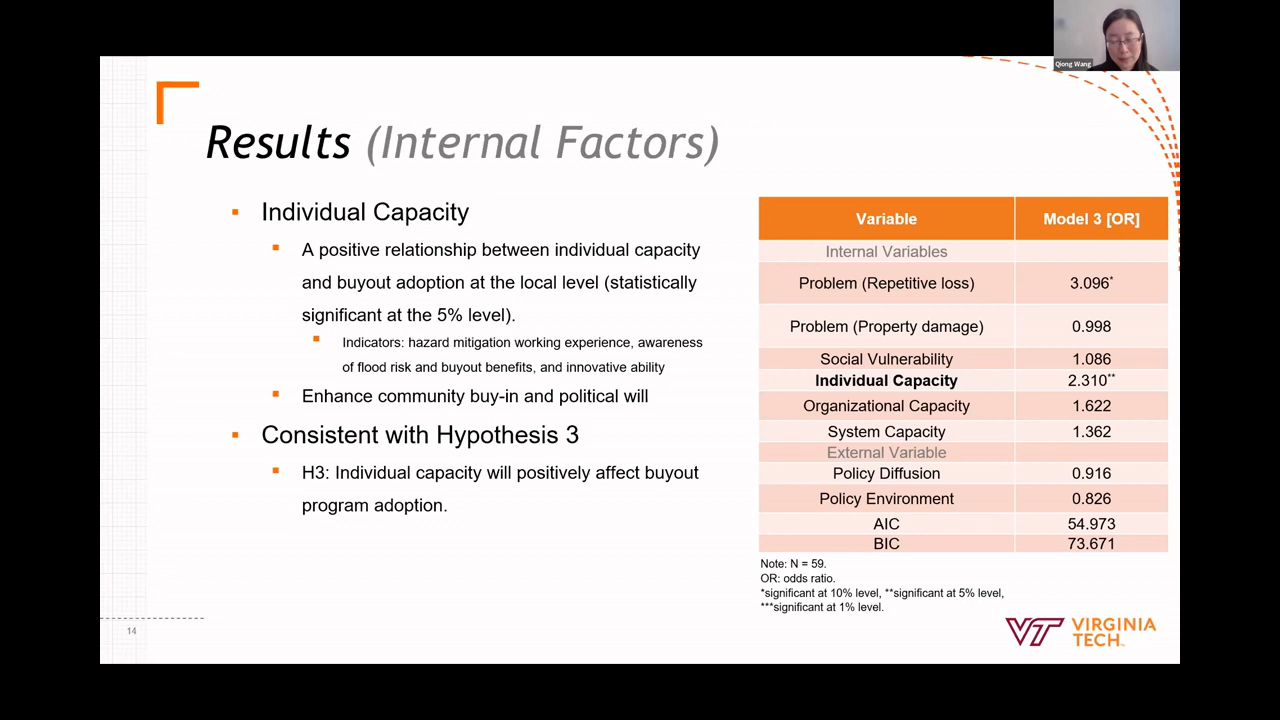 Qiong Wang
Results (Internal Factors)
▪ Individual Capacity
▪ A positive relationship between individual capacity
and buyout adoption at the local level (statistically
significant at the 5% level).
▪ Indicators: hazard mitigation working experience, awareness
of flood risk and buyout benefits, and innovative ability
▪ Enhance community buy-in and political will
▪ Consistent with Hypothesis 3
▪ H3: Individual capacity will positively affect buyout
program adoption.
Variable Model 3 [OR]
Internal Variables
Problem (Repetitive loss) 3.096*
Problem (Property damage) 0.998
Social Vulnerability 1.086
Individual Capacity 2.310**
Organizational Capacity 1.622
System Capacity 1.362
External Variable
Policy Diffusion 0.916
Policy Environment 0.826
AIC 54.973
BIC 73.671
Note: N = 59.
OR: odds ratio.
*significant at 10% level, **significant at 5% level,
***significant at 1% level.
14
VT VIRGINIA
TECH™